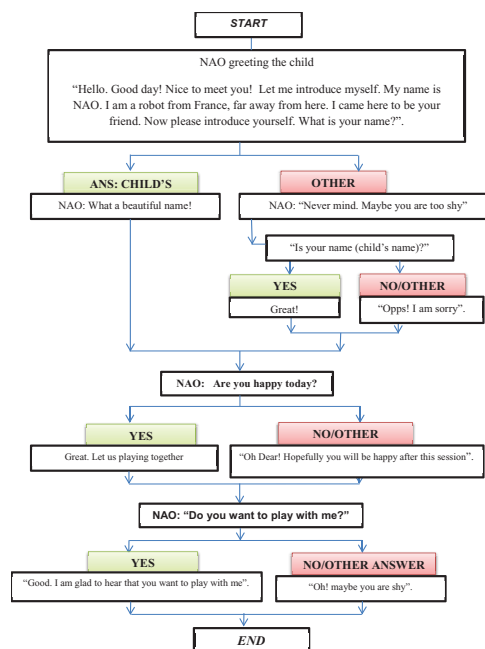 START
NAO greeting the child
“Hello. Good day! Nice to meet you! Let me introduce myself. My name is
NAO. I am a robot from France, far away from here. I came here to be your
friend. Now please introduce yourself. What is your name?”.
ANS: CHILD'S
OTHER
NAO: What a beautiful name!
NAO: “Never mind. Maybe you are too shy”
“Is your name (child’s name)?”
YES
NO/OTHER
Great!
“Opps! I am sorry”.
NAO: Are you happy today?
YES
NO/OTHER
Great. Let us playing together
“Oh Dear! Hopefully you will be happy after this session”.
NAO: “Do you want to play with me?”
YES
NO/OTHER ANSWER
“Good. I am glad to hear that you want to play with me”.
“Oh! maybe you are shy”.
END